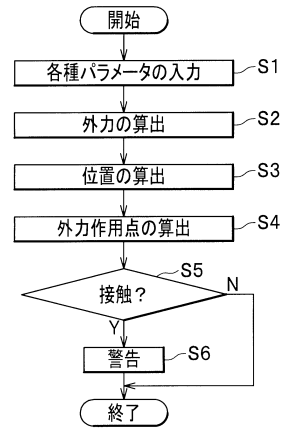 開始
各種パラメータの入力 S1
外力の算出 S2
位置の算出 S3
外力作用点の算出 S4
接触？ S5
N
Y
警告 S6
終了